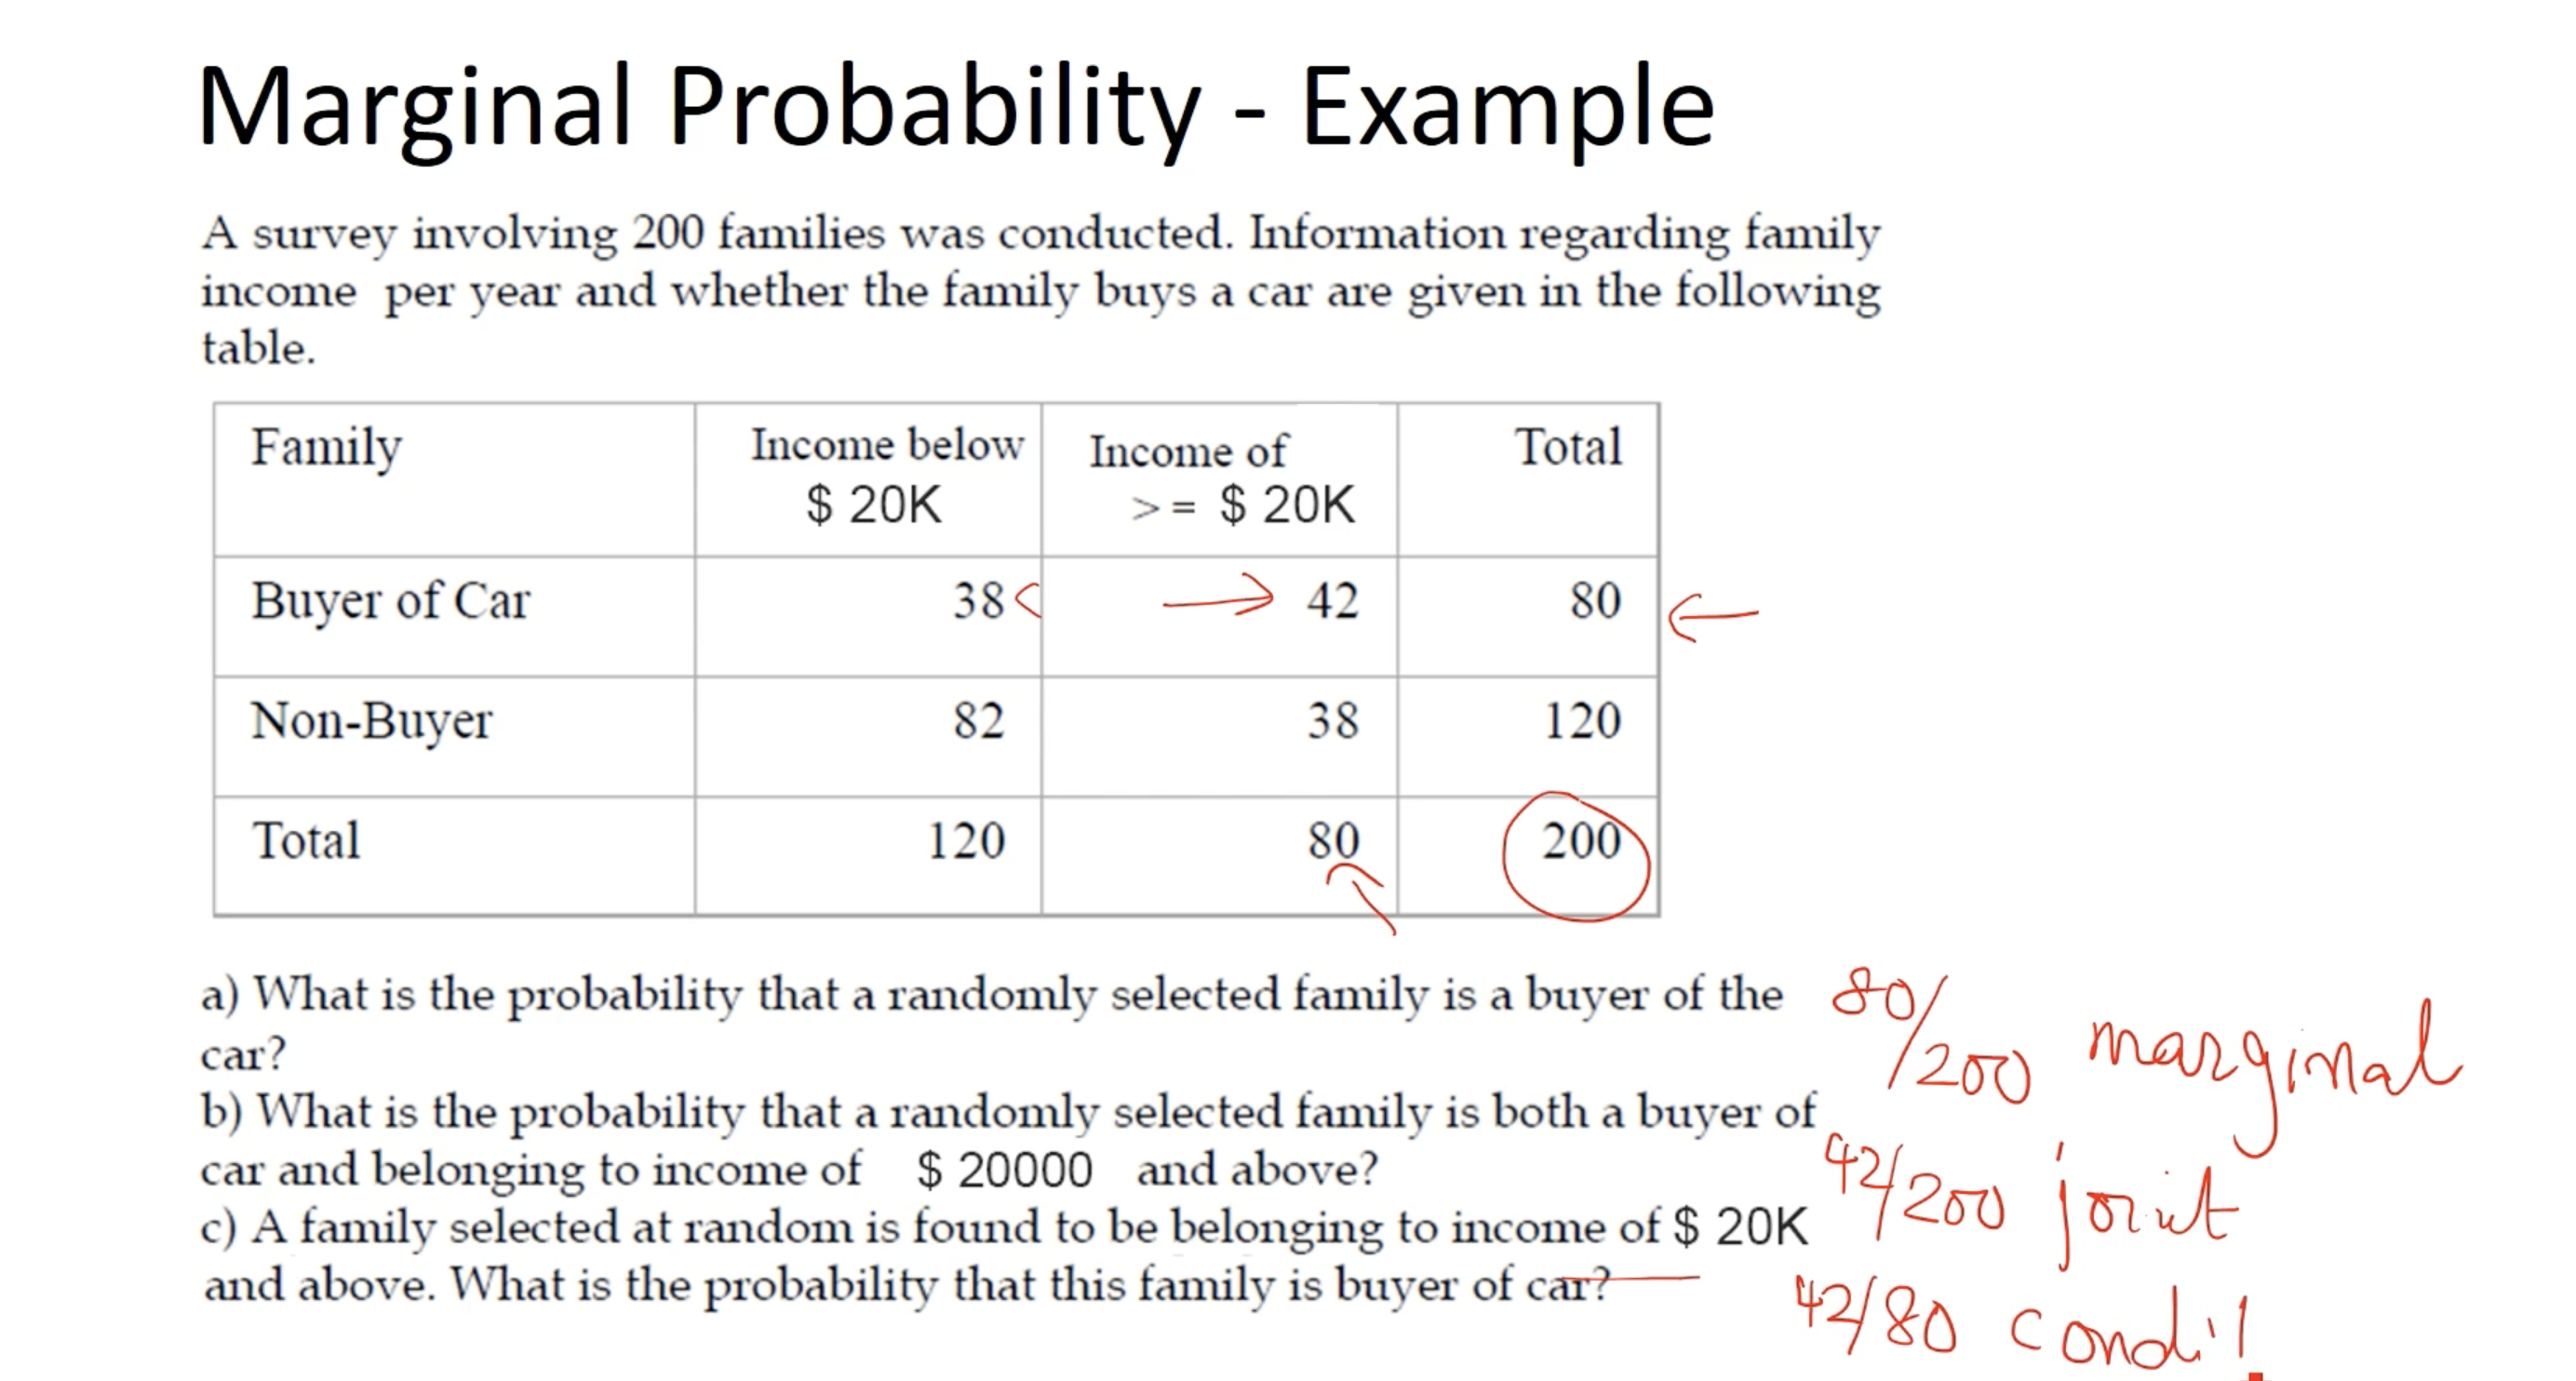 Marginal Probability - Example
A survey involving 200 families was conducted. Information regarding family
income per year and whether the family buys a car are given in the following
table.
Family Income below $ 20K Income of >= $ 20K Total
Buyer of Car 38 42 80
Non-Buyer 82 38 120
Total 120 80 200
a) What is the probability that a randomly selected family is a buyer of the
car?
80/200 marginal
b) What is the probability that a randomly selected family is both a buyer of
car and belonging to income of $ 20000 and above?
42/200 joint
c) A family selected at random is found to be belonging to income of $ 20K
and above. What is the probability that this family is buyer of car?
42/80 condi